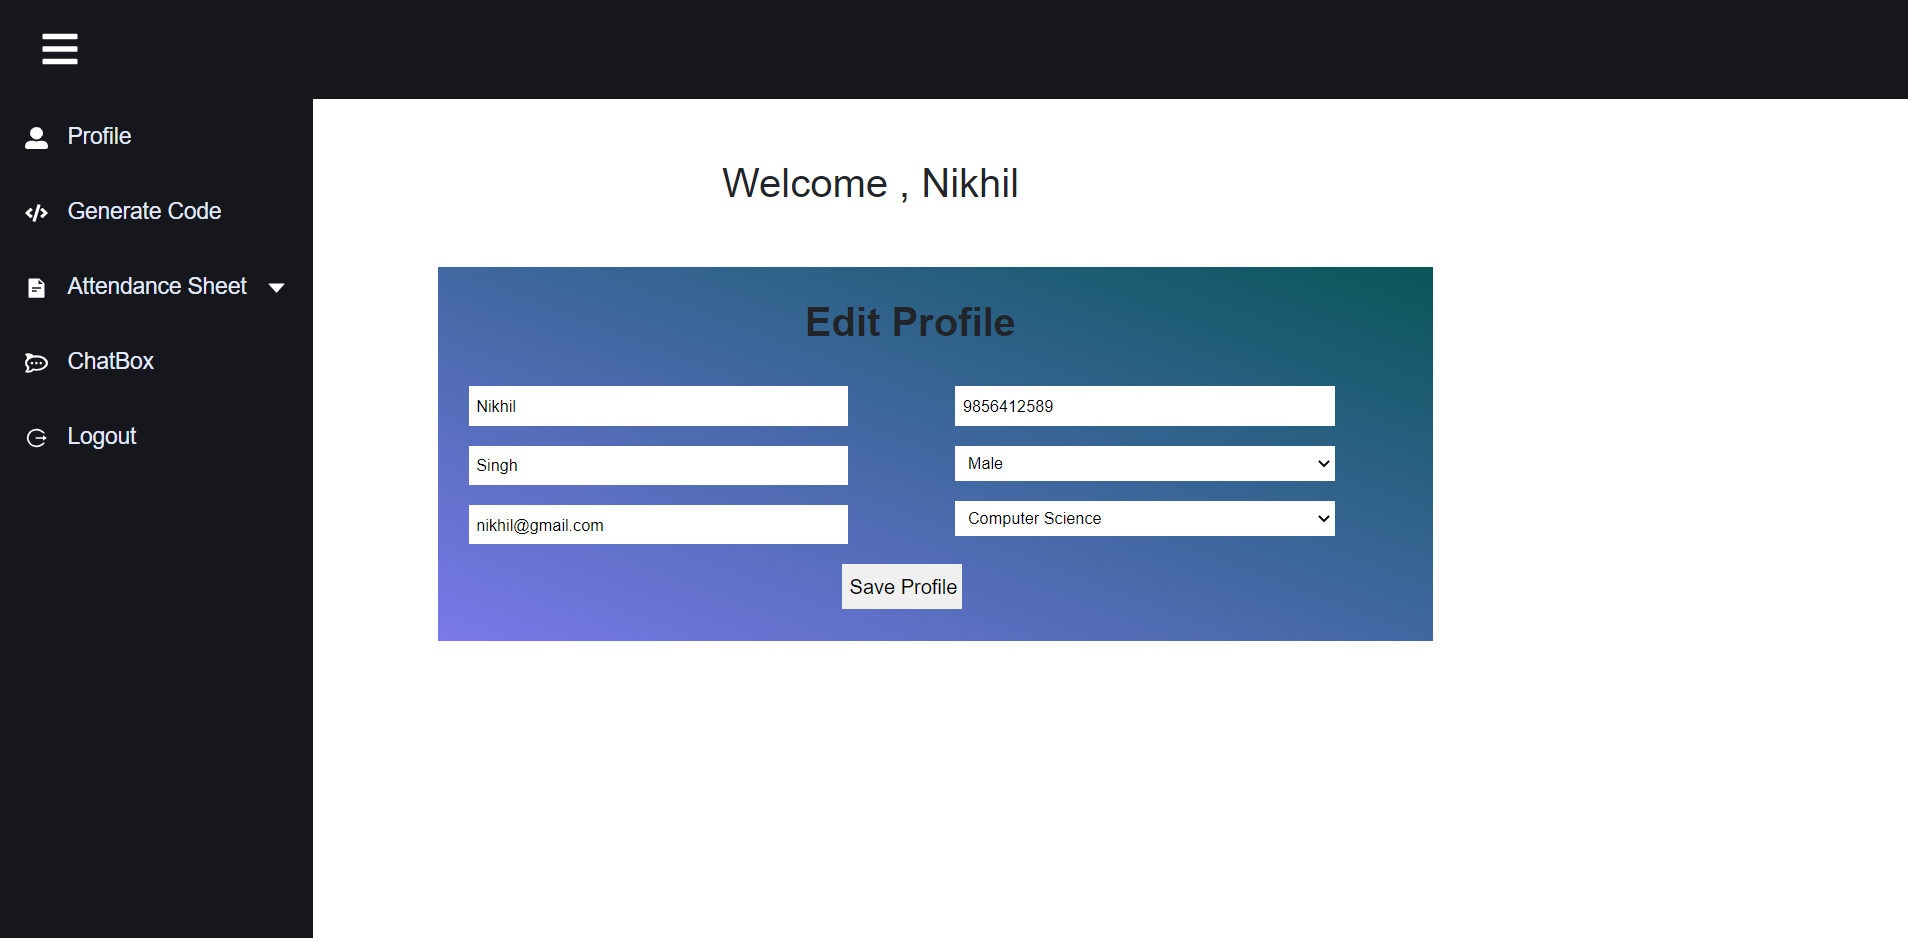 Profile
Generate Code
Attendance Sheet
ChatBox
Logout
Welcome , Nikhil
Edit Profile
Nikhil
Singh
nikhil@gmail.com
9856412589
Male
Computer Science
Save Profile